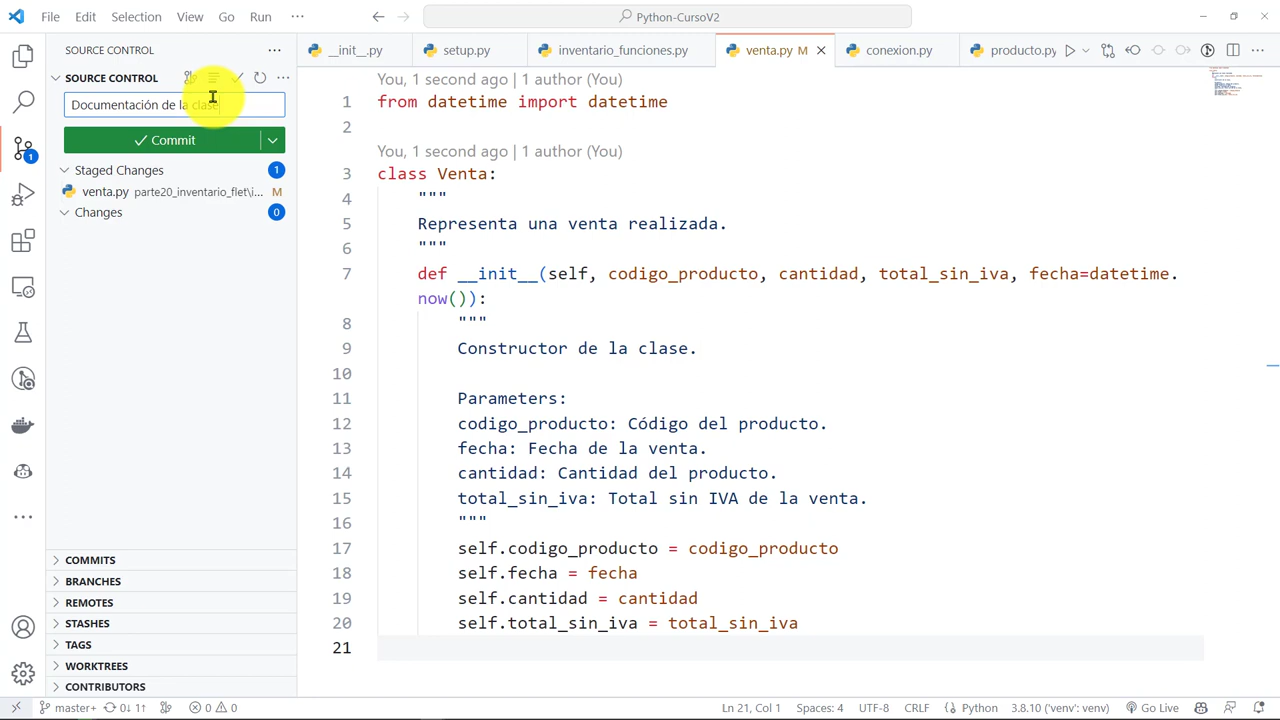 File Edit Selection View Go Run ··· Python-CursoV2
SOURCE CONTROL
__init__.py setup.py inventario_funciones.py venta.py M conexion.py producto.py
SOURCE CONTROL
Documentación de la clase
Commit
Staged Changes 1
venta.py parte20_inventario_flet\i... M
Changes 0
1
COMMITS
BRANCHES
REMOTES
STASHES
TAGS
WORKTREES
CONTRIBUTORS
You, 1 second ago | 1 author (You)
1 from datetime import datetime
2
You, 1 second ago | 1 author (You)
3 class Venta:
4 """
5 Representa una venta realizada.
6 """
7 def __init__(self, codigo_producto, cantidad, total_sin_iva, fecha=datetime.
now()):
8 """
9 Constructor de la clase.
10
11 Parameters:
12 codigo_producto: Código del producto.
13 fecha: Fecha de la venta.
14 cantidad: Cantidad del producto.
15 total_sin_iva: Total sin IVA de la venta.
16 """
17 self.codigo_producto = codigo_producto
18 self.fecha = fecha
19 self.cantidad = cantidad
20 self.total_sin_iva = total_sin_iva
21
master+ 0↓ 1↑ 0 0 Ln 21, Col 1 Spaces: 4 UTF-8 CRLF Python 3.8.10 ('venv': venv) Go Live